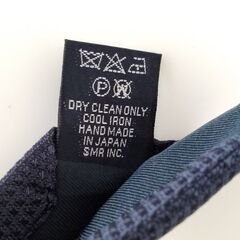 P W
DRY CLEAN ONLY
COOL IRON
HAND MADE
IN JAPAN
SMR INC.